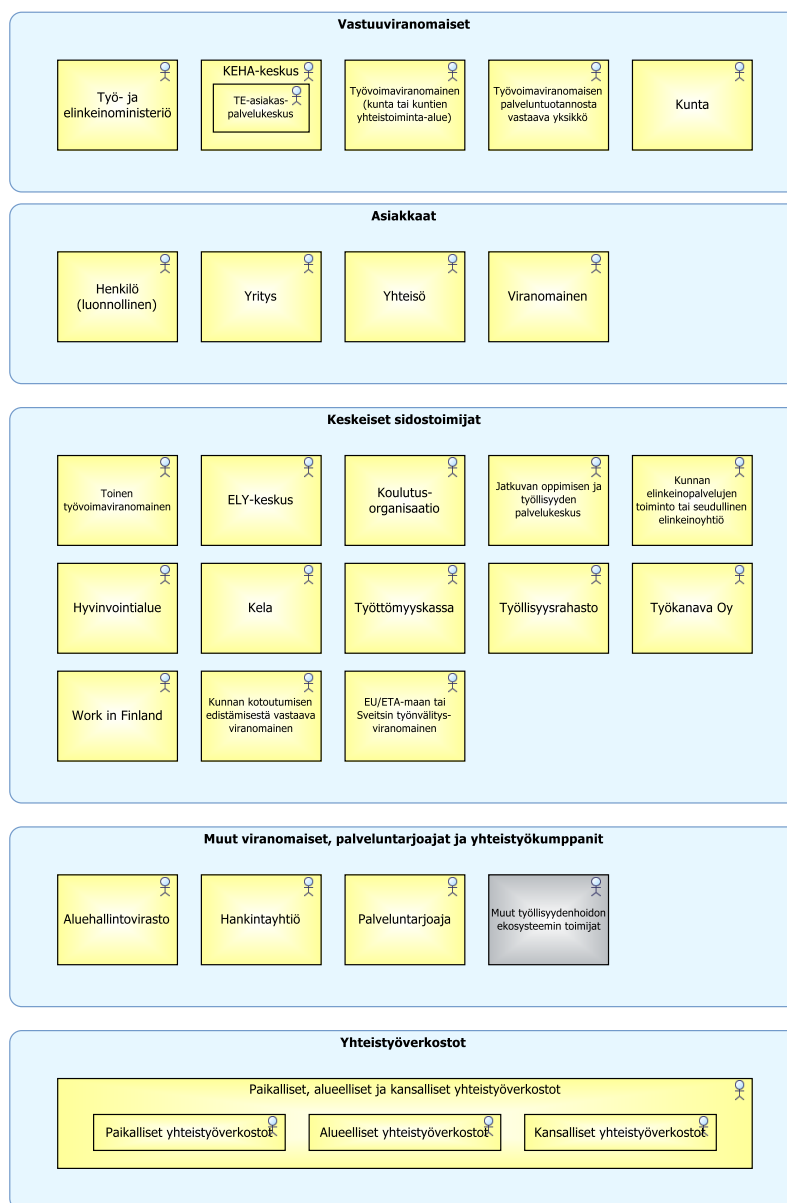 Vastuuviranomaiset
Työ- ja
elinkeinoministeriö
KEHA-keskus
TE-asiakas-
palvelukeskus
Työvoimaviranomainen
(kunta tai kuntien
yhteistoiminta-alue)
Työvoimaviranomaisen
palveluntuotannosta
vastaava yksikkö
Kunta
Asiakkaat
Henkilö
(luonnollinen)
Yritys
Yhteisö
Viranomainen
Keskeiset sidostoimijat
Toinen
työvoimaviranomainen
ELY-keskus
Koulutus-
organisaatio
Jatkuvan oppimisen ja
työllisyyden
palvelukeskus
Kunnan
elinkeinopalvelujen
toiminto tai seudullinen
elinkeinoyhtiö
Hyvinvointialue
Kela
Työttömyyskassa
Työllisyysrahasto
Työkanava Oy
Work in Finland
Kunnan kotoutumisen
edistämisestä vastaava
viranomainen
EU/ETA-maan tai
Sveitsin työnvälitys-
viranomainen
Muut viranomaiset, palveluntarjoajat ja yhteistyökumppanit
Aluehallintovirasto
Hankintayhtiö
Palveluntarjoaja
Muut työllisyydenhoidon
ekosysteemin toimijat
Yhteistyöverkostot
Paikalliset, alueelliset ja kansalliset yhteistyöverkostot
Paikalliset yhteistyöverkostot
Alueelliset yhteistyöverkostot
Kansalliset yhteistyöverkostot